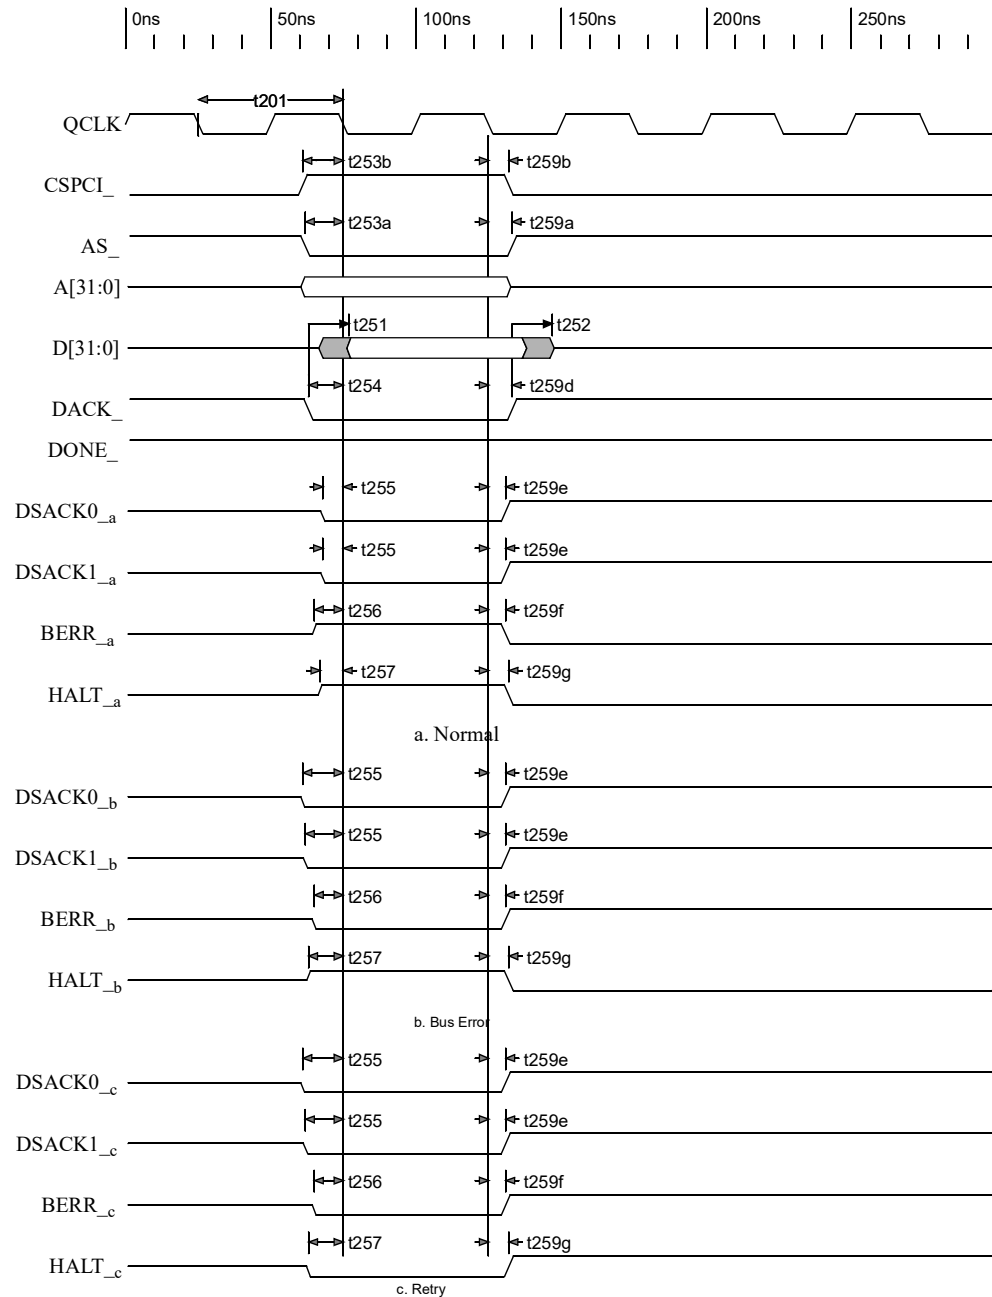 0ns 50ns 100ns 150ns 200ns 250ns
t201
QCLK
t253b t259b
CSPCI_
t253a t259a
AS_
A[31:0]
t251 t252
D[31:0]
t254 t259d
DACK_
DONE_
t255 t259e
DSACK0_a
t255 t259e
DSACK1_a
t256 t259f
BERR_a
t257 t259g
HALT_a
a. Normal
t255 t259e
DSACK0_b
t255 t259e
DSACK1_b
t256 t259f
BERR_b
t257 t259g
HALT_b
b. Bus Error
t255 t259e
DSACK0_c
t255 t259e
DSACK1_c
t256 t259f
BERR_c
t257 t259g
HALT_c
c. Retry